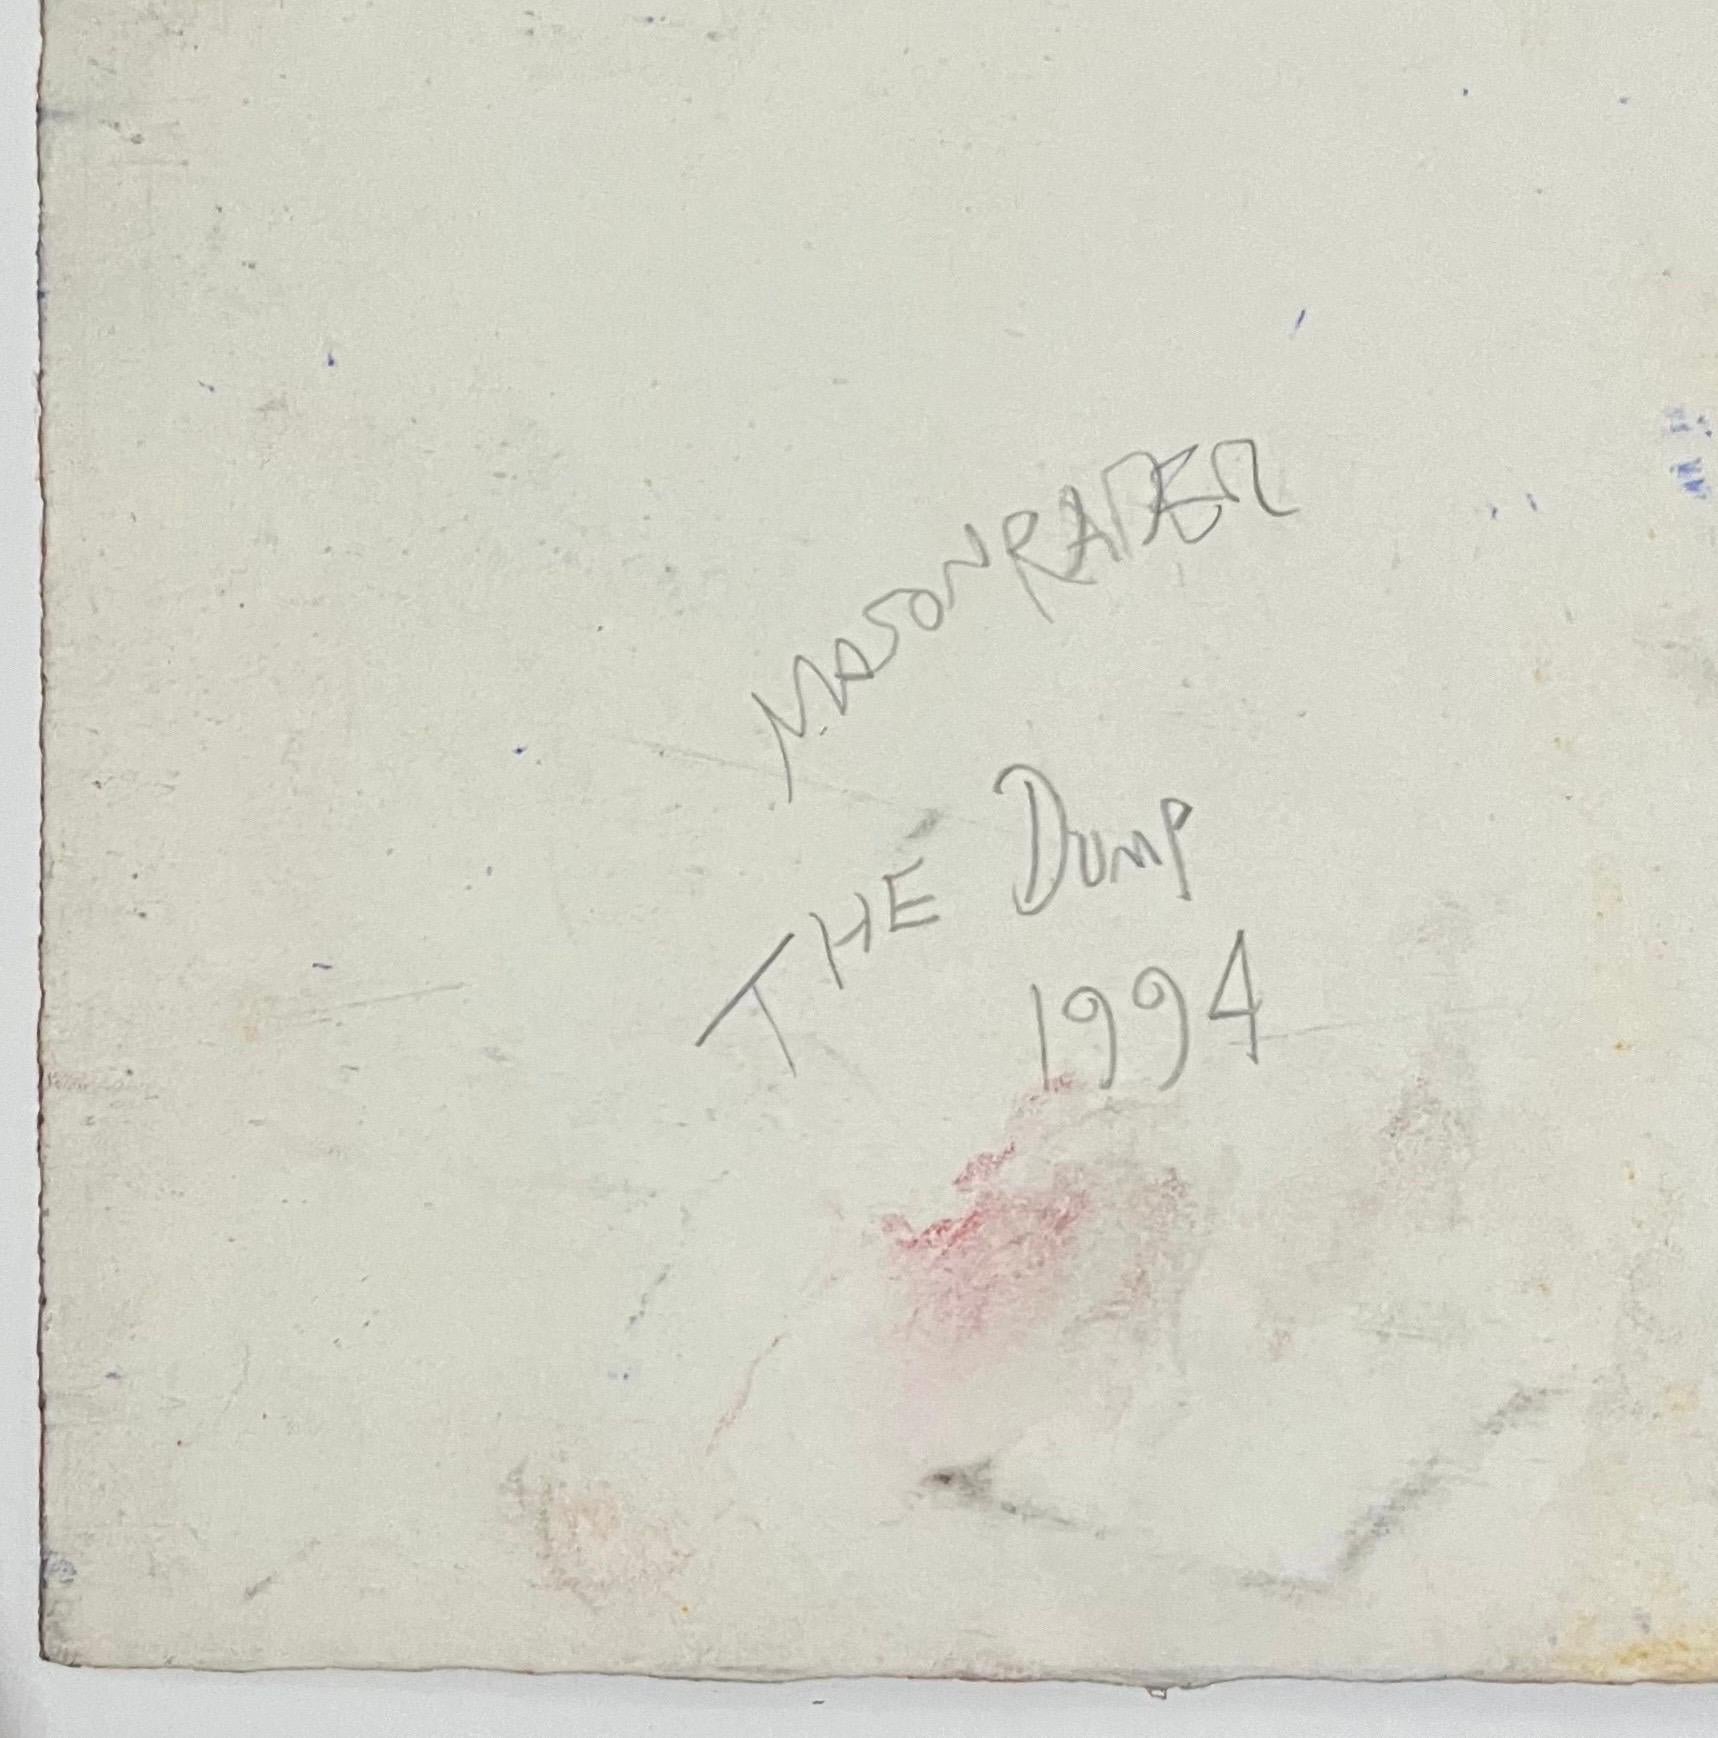 MASON RADER
THE Dump
1994